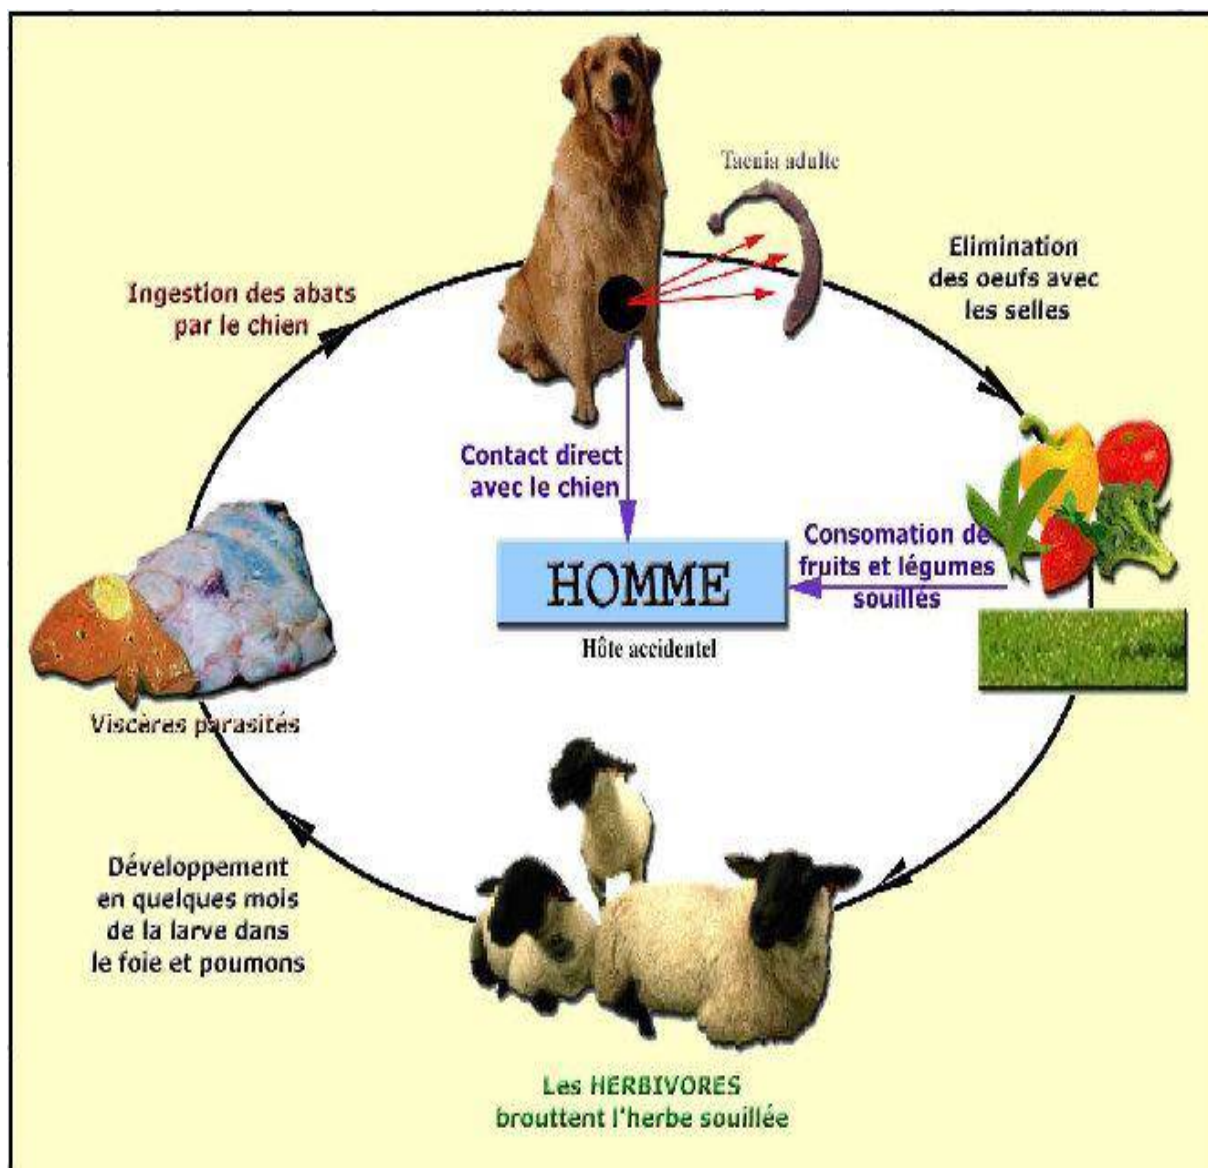 Taenia adulte
Elimination
des oeufs avec
les selles
Ingestion des abats
par le chien
Contact direct
avec le chien
Consomation de
fruits et légumes
souillés
HOMME
Hôte accidentel
Viscères parasités
Développement
en quelques mois
de la larve dans
le foie et poumons
Les HERBIVORES
brouttent l'herbe souillée